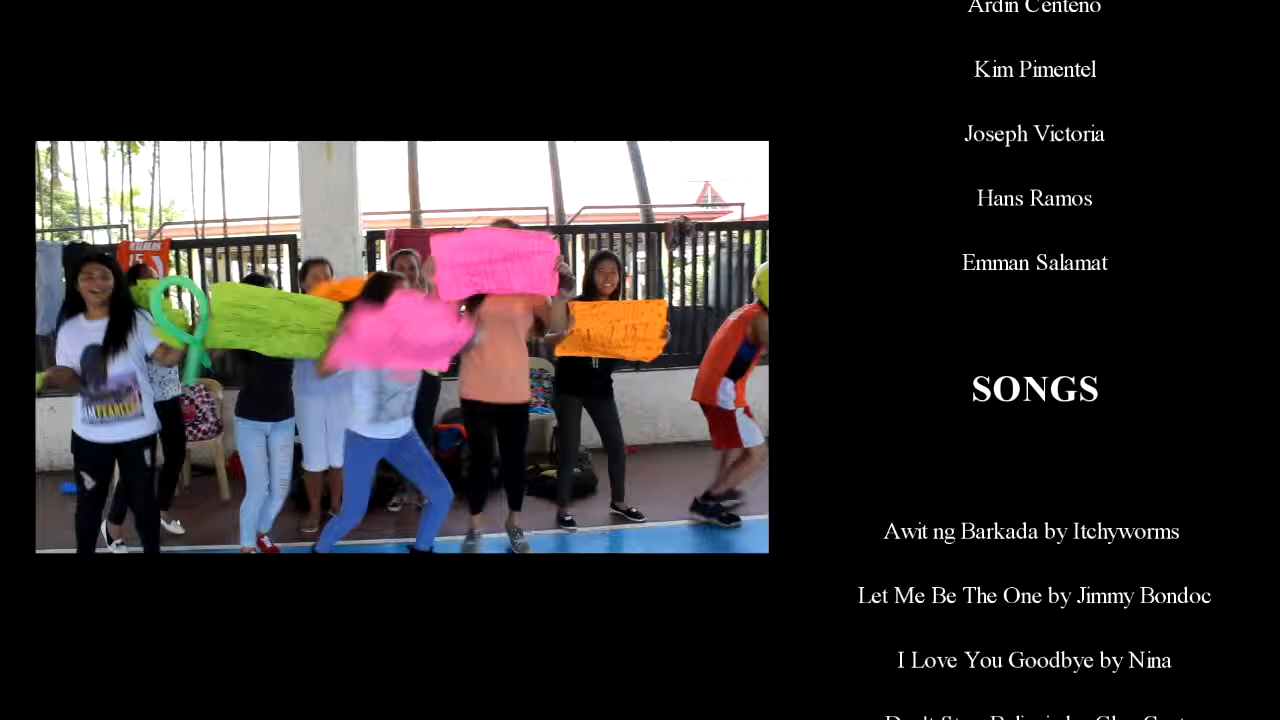 Ardin Centeno
Kim Pimentel
Joseph Victoria
Hans Ramos
Emman Salamat
SONGS
Awit ng Barkada by Itchyworms
Let Me Be The One by Jimmy Bondoc
I Love You Goodbye by Nina
15